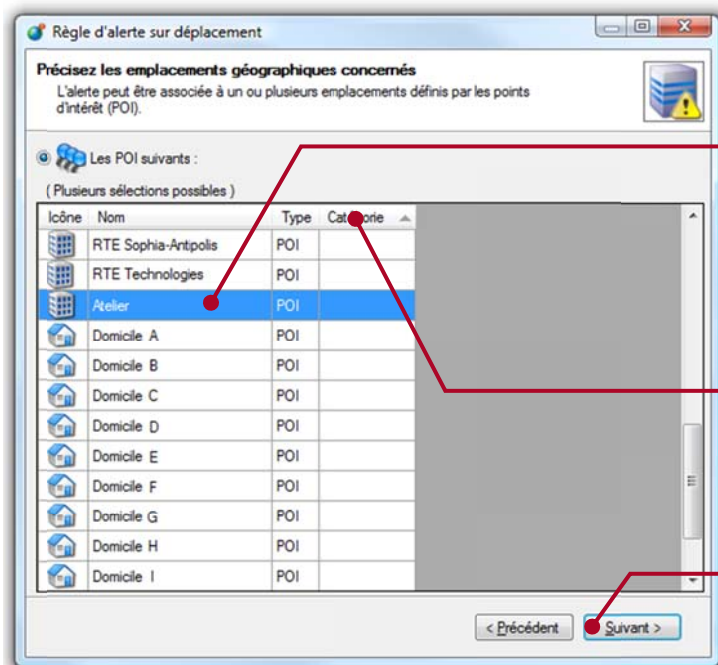 Règle d'alerte sur déplacement
Précisez les emplacements géographiques concernés
L'alerte peut être associée à un ou plusieurs emplacements définis par les points
d'intérêt (POI).
Les POI suivants :
( Plusieurs sélections possibles )
Icône Nom Type Catégorie
RTE Sophia-Antipolis POI
RTE Technologies POI
Atelier POI
Domicile A POI
Domicile B POI
Domicile C POI
Domicile D POI
Domicile E POI
Domicile F POI
Domicile G POI
Domicile H POI
Domicile I POI
< Précédent Suivant >